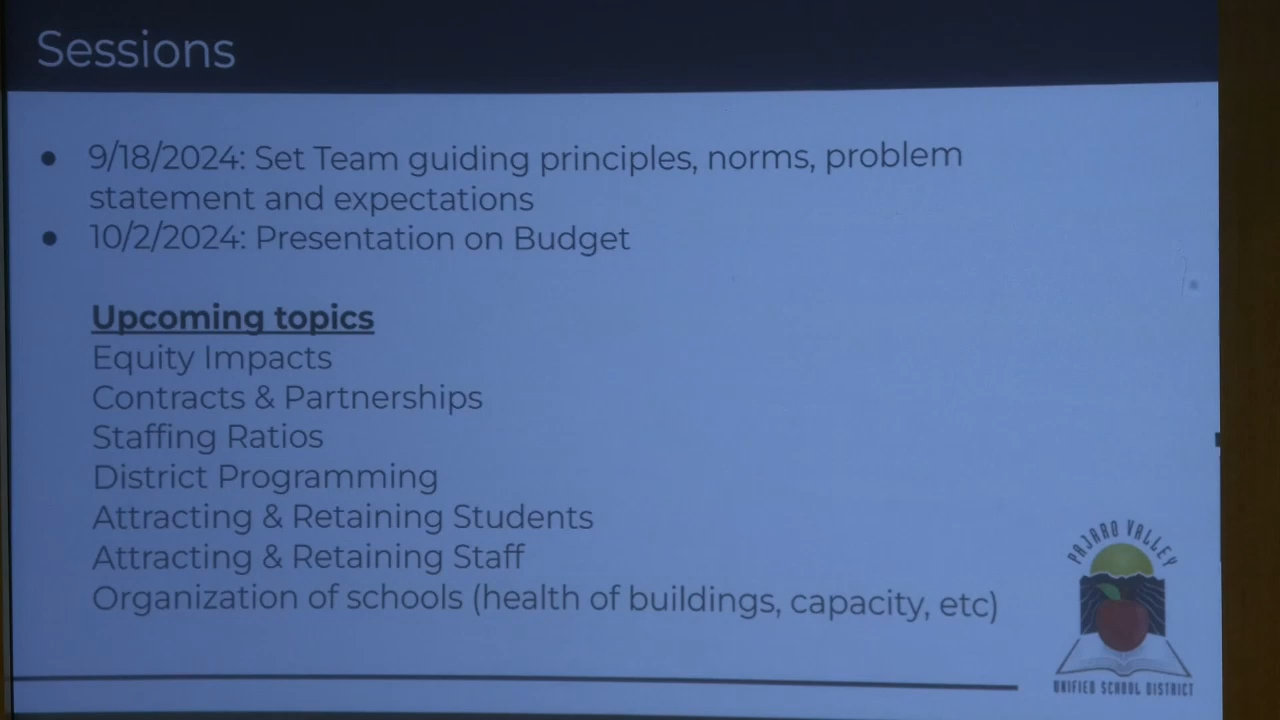 Sessions
● 9/18/2024: Set Team guiding principles, norms, problem
statement and expectations
● 10/2/2024: Presentation on Budget
Upcoming topics
Equity Impacts
Contracts & Partnerships
Staffing Ratios
District Programming
Attracting & Retaining Students
Attracting & Retaining Staff
Organization of schools (health of buildings, capacity, etc)
PAJARO VALLEY
UNIFIED SCHOOL DISTRICT